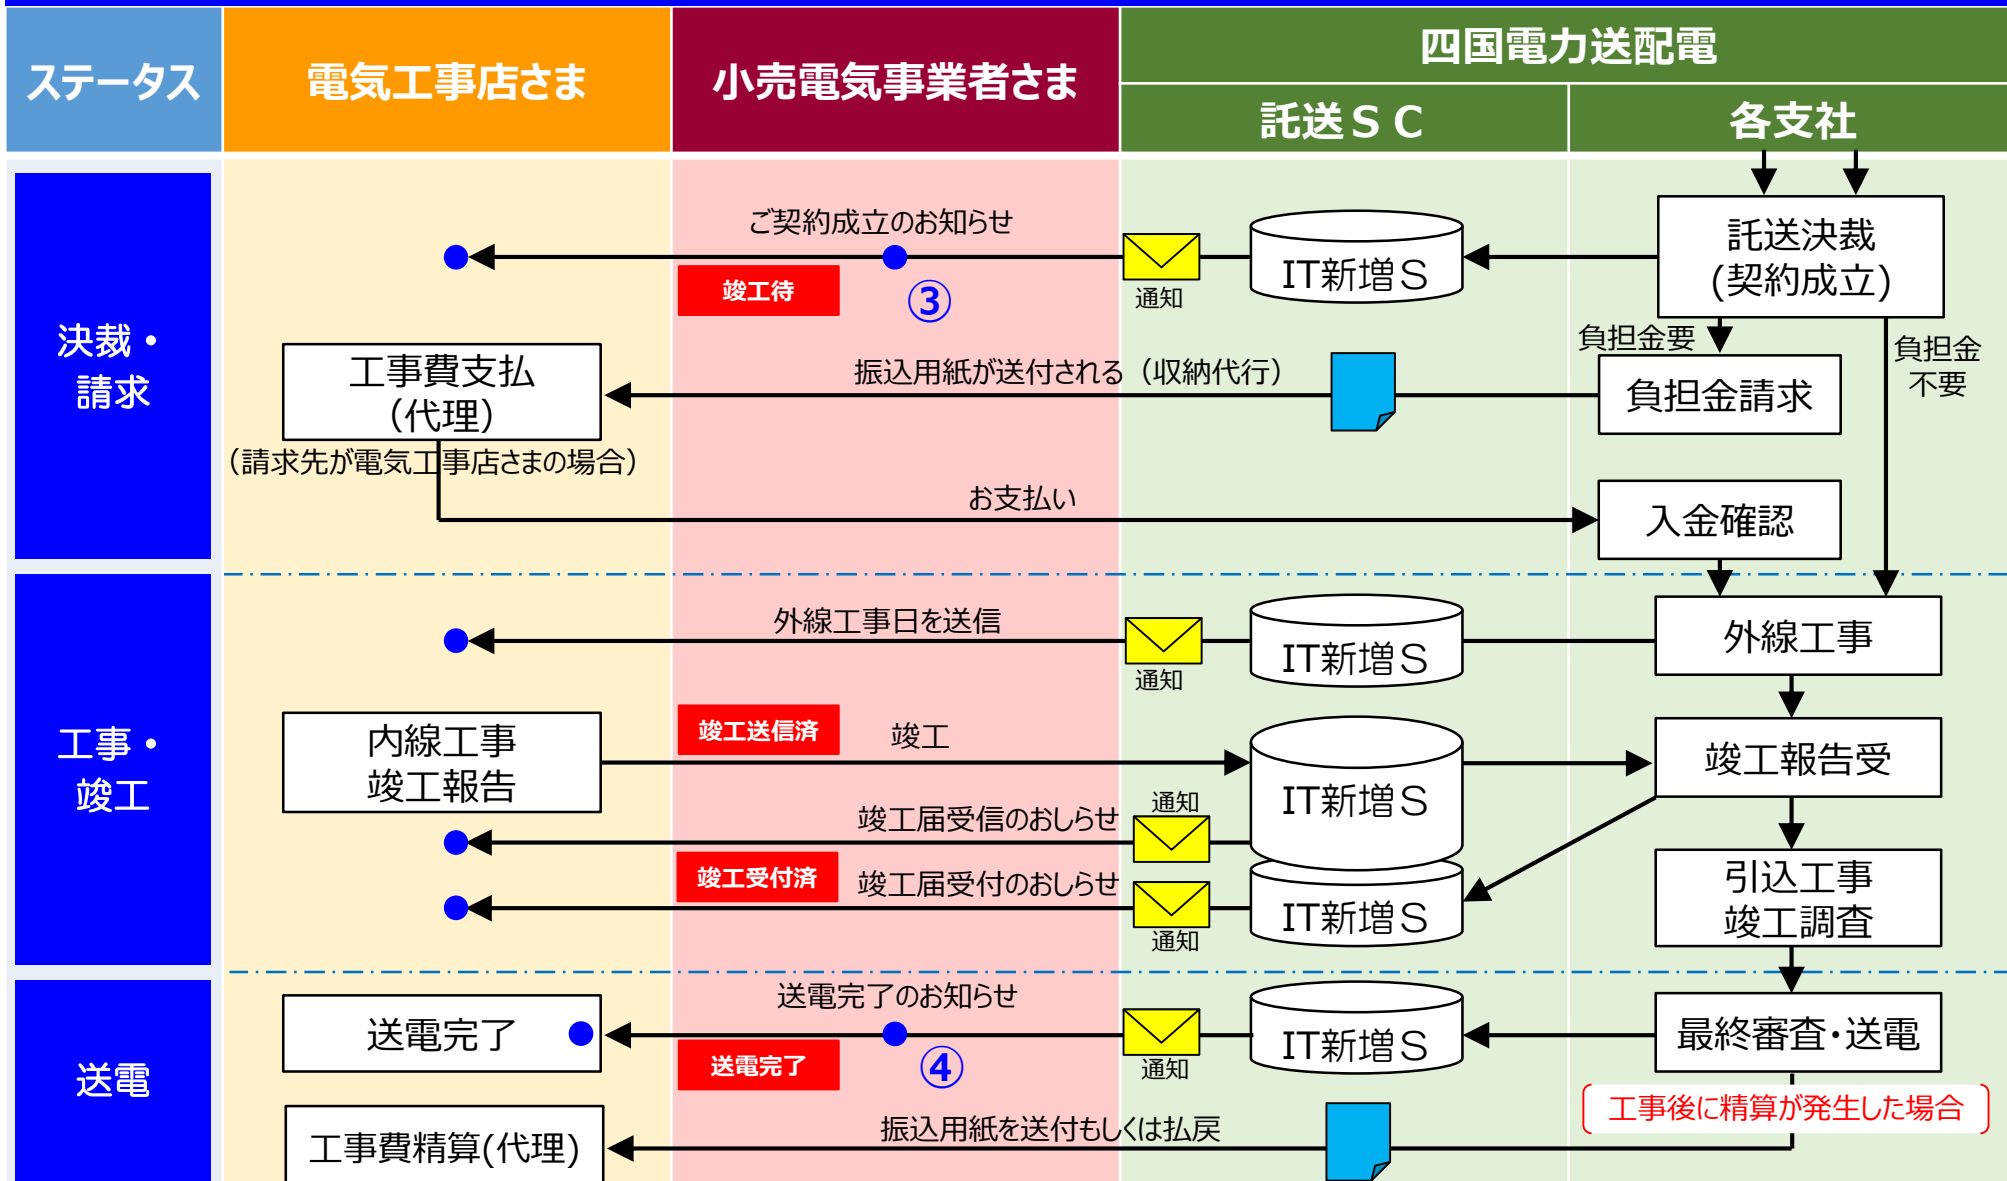 ステータス
電気工事店さま
小売電気事業者さま
四国電力送配電
託送ＳＣ
各支社
決裁・
請求
ご契約成立のお知らせ
竣工待
③
通知
IT新増Ｓ
託送決裁
(契約成立)
負担金要
負担金
不要
工事費支払
（代理）
（請求先が電気工事店さまの場合）
振込用紙が送付される（収納代行）
負担金請求
お支払い
入金確認
工事・
竣工
外線工事日を送信
通知
IT新増Ｓ
外線工事
内線工事
竣工報告
竣工送信済
竣工
IT新増Ｓ
竣工報告受
竣工届受信のおしらせ
通知
竣工受付済
竣工届受付のおしらせ
通知
IT新増Ｓ
引込工事
竣工調査
送電
送電完了
送電完了のお知らせ
送電完了
④
通知
IT新増Ｓ
最終審査・送電
工事後に精算が発生した場合
工事費精算(代理)
振込用紙を送付もしくは払戻